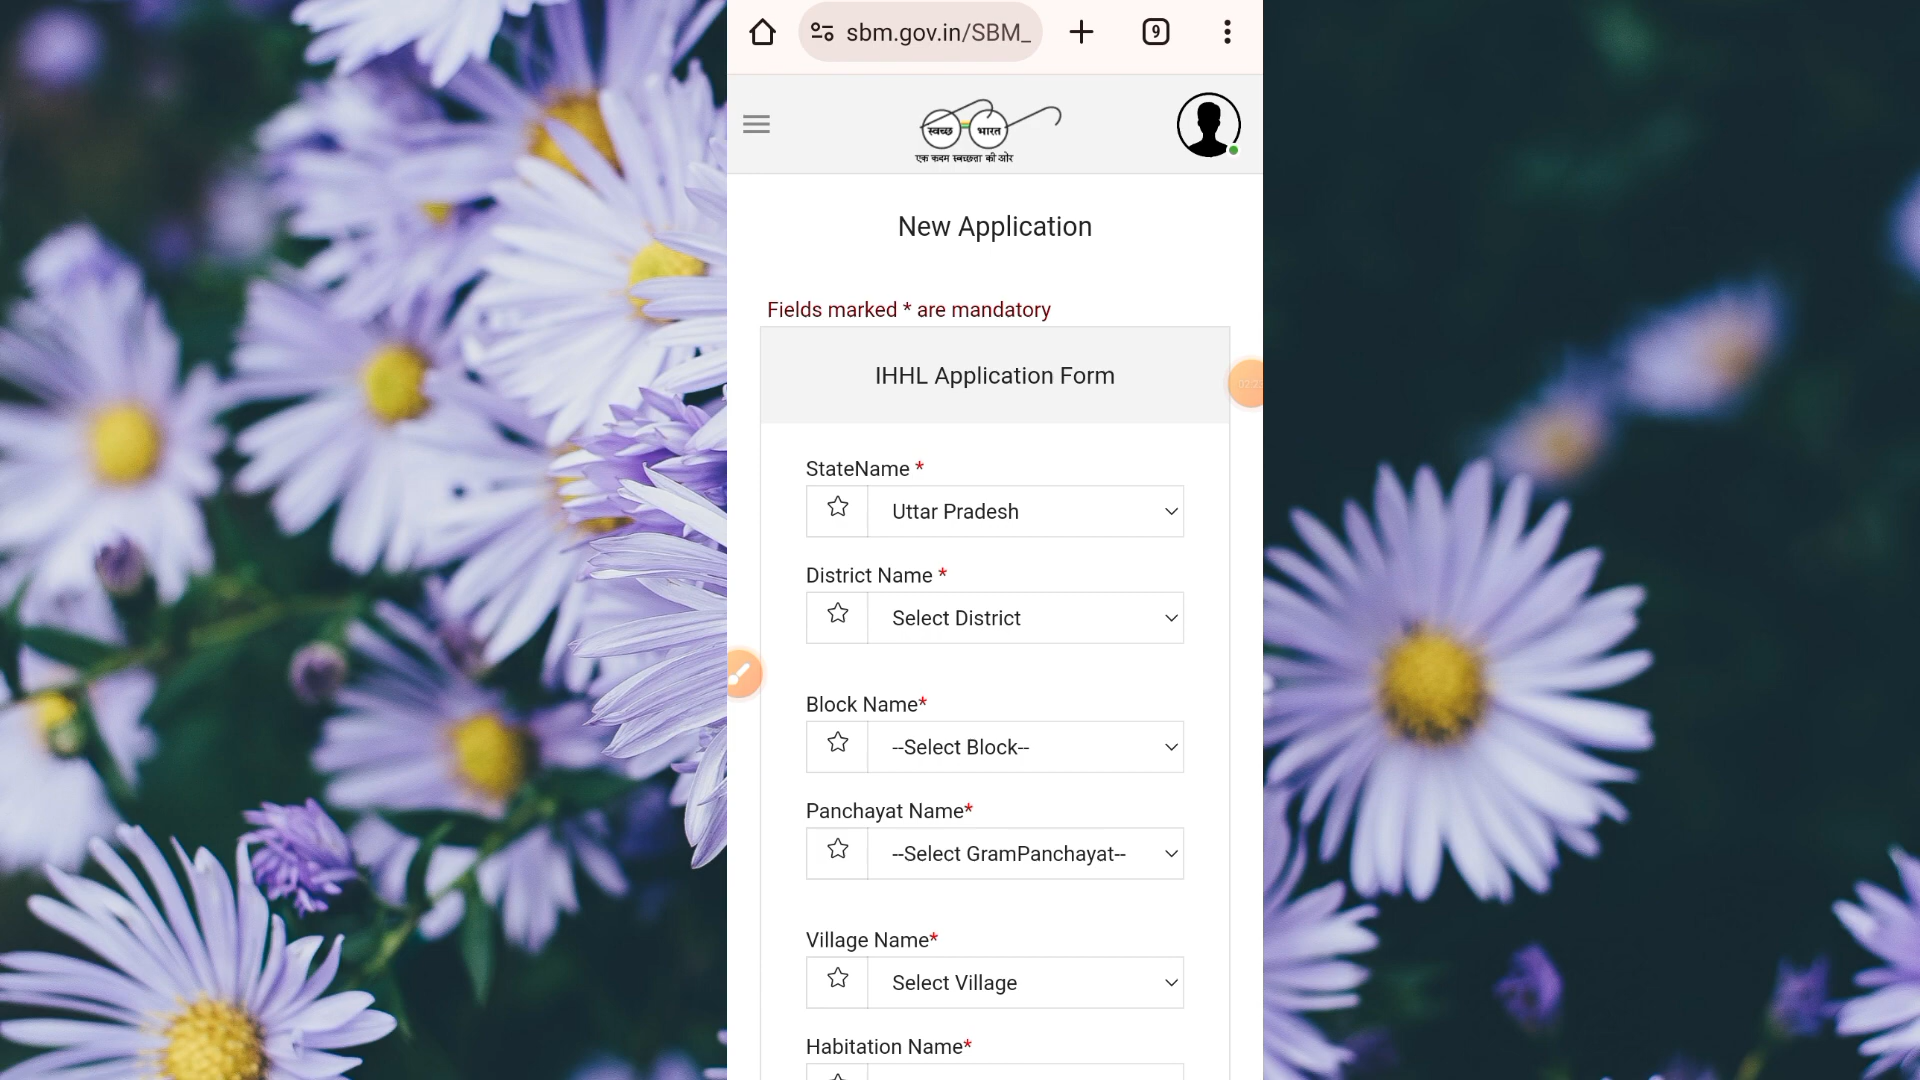 sbm.gov.in/SBM_
9
स्वच्छ भारत
एक कदम स्वच्छता की ओर
New Application
Fields marked * are mandatory
IHHL Application Form
StateName *
Uttar Pradesh
District Name *
Select District
Block Name*
--Select Block--
Panchayat Name*
--Select GramPanchayat--
Village Name*
Select Village
Habitation Name*